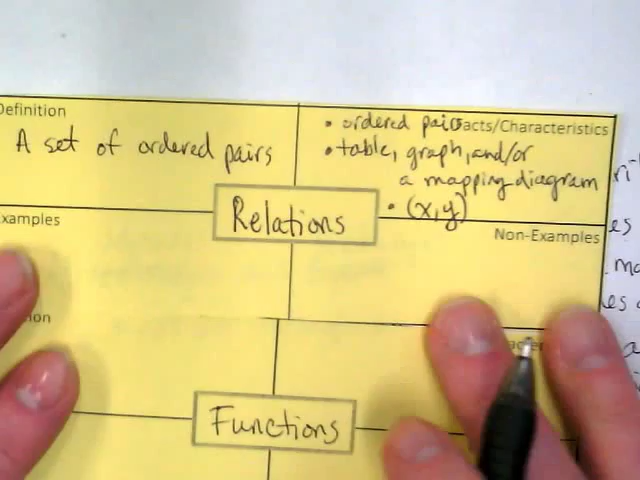 Definition
A set of ordered pairs
• ordered pairs
Facts/Characteristics
• table, graph, and/or
a mapping diagram
• (x,y)
Relations
Examples
Non-Examples
Functions